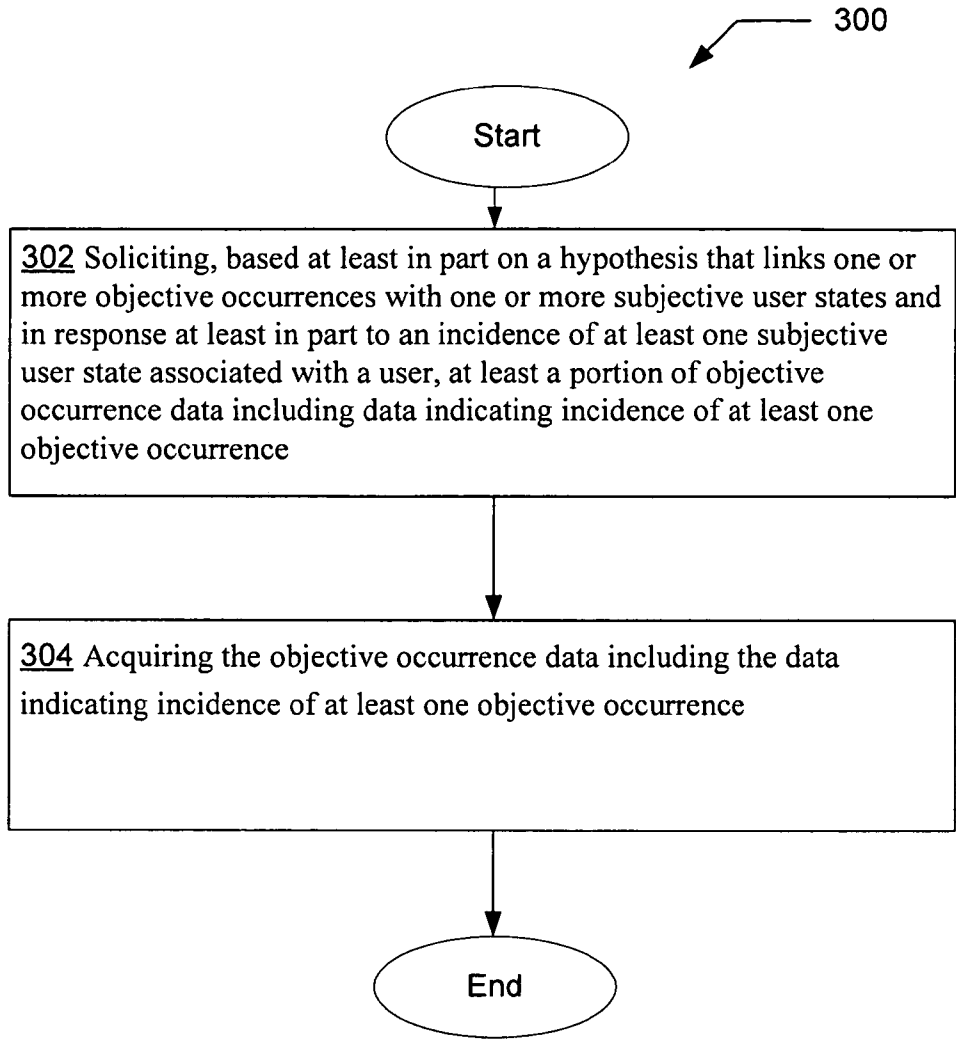 300
Start
302 Soliciting, based at least in part on a hypothesis that links one or
more objective occurrences with one or more subjective user states and
in response at least in part to an incidence of at least one subjective
user state associated with a user, at least a portion of objective
occurrence data including data indicating incidence of at least one
objective occurrence
304 Acquiring the objective occurrence data including the data
indicating incidence of at least one objective occurrence
End